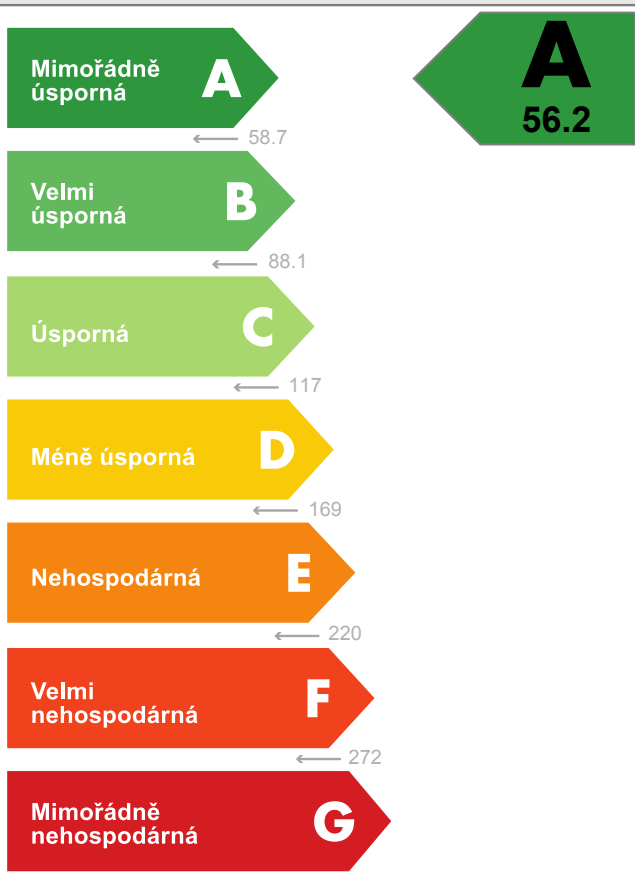 Mimořádně
úsporná
A
A
56.2
58.7
Velmi
úsporná
B
88.1
Úsporná
C
117
Méně úsporná
D
169
Nehospodárná
E
220
Velmi
nehospodárná
F
272
Mimořádně
nehospodárná
G